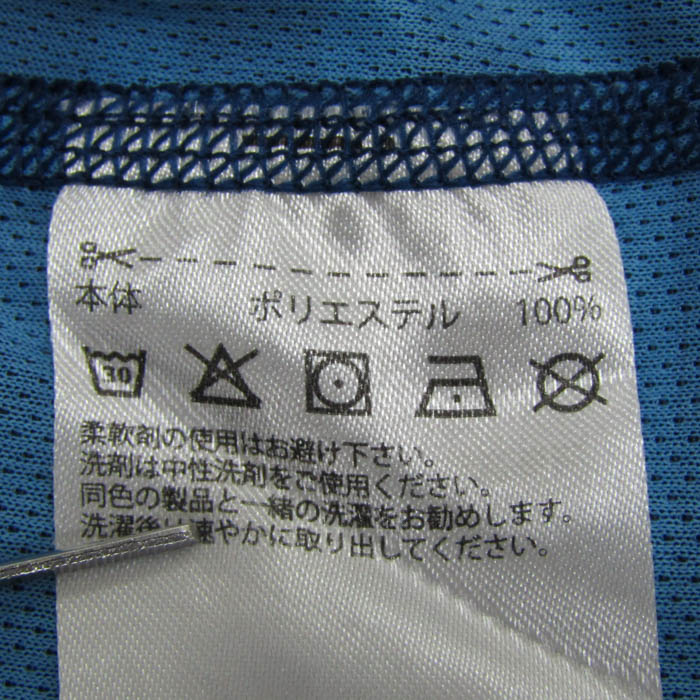 本体 ポリエステル 100%
30
柔軟剤の使用はお避け下さい。
洗剤は中性洗剤をご使用ください。
同色の製品と一緒の洗濯をお勧めします。
洗濯後は速やかに取り出してください。